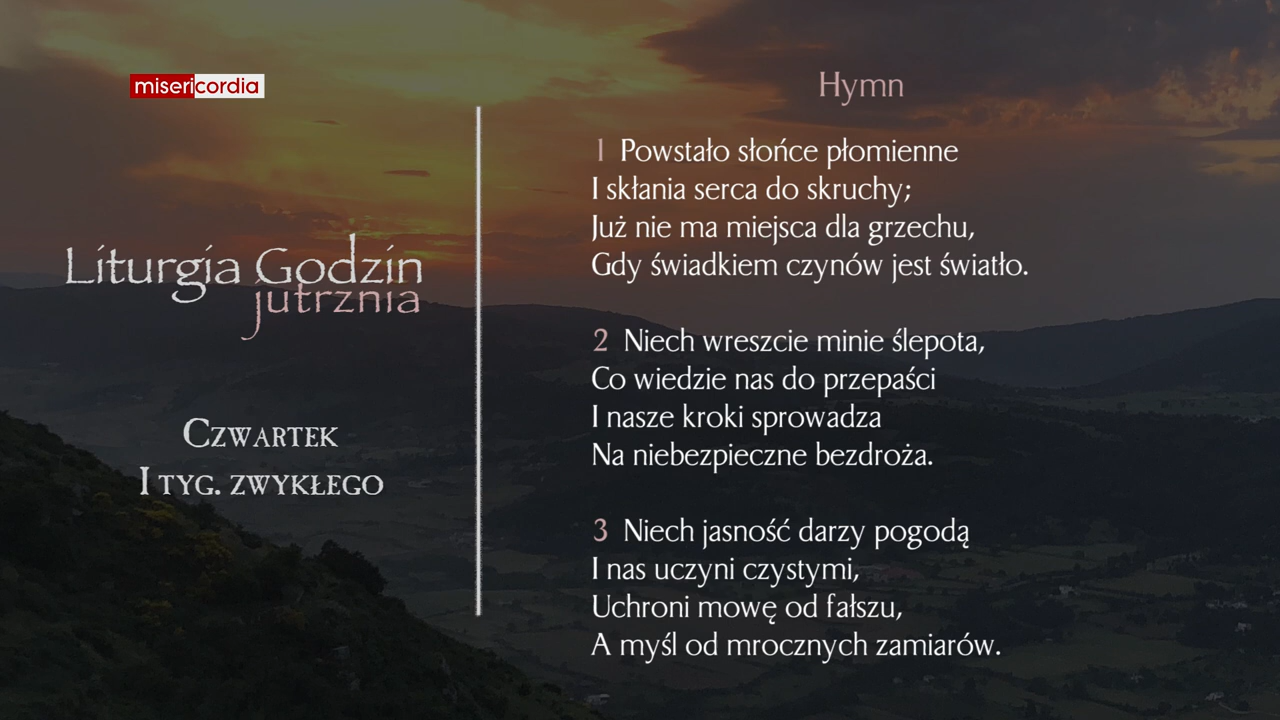 misericordia
Liturgia Godzin
jutrznia
Czwartek
I tyg. zwykłego
Hymn
1 Powstało słońce płomienne
I skłania serca do skruchy;
Już nie ma miejsca dla grzechu,
Gdy świadkiem czynów jest światło.
2 Niech wreszcie minie ślepota,
Co wiedzie nas do przepaści
I nasze kroki sprowadza
Na niebezpieczne bezdroża.
3 Niech jasność darzy pogodą
I nas uczyni czystymi,
Uchroni mowę od fałszu,
A myśl od mrocznych zamiarów.